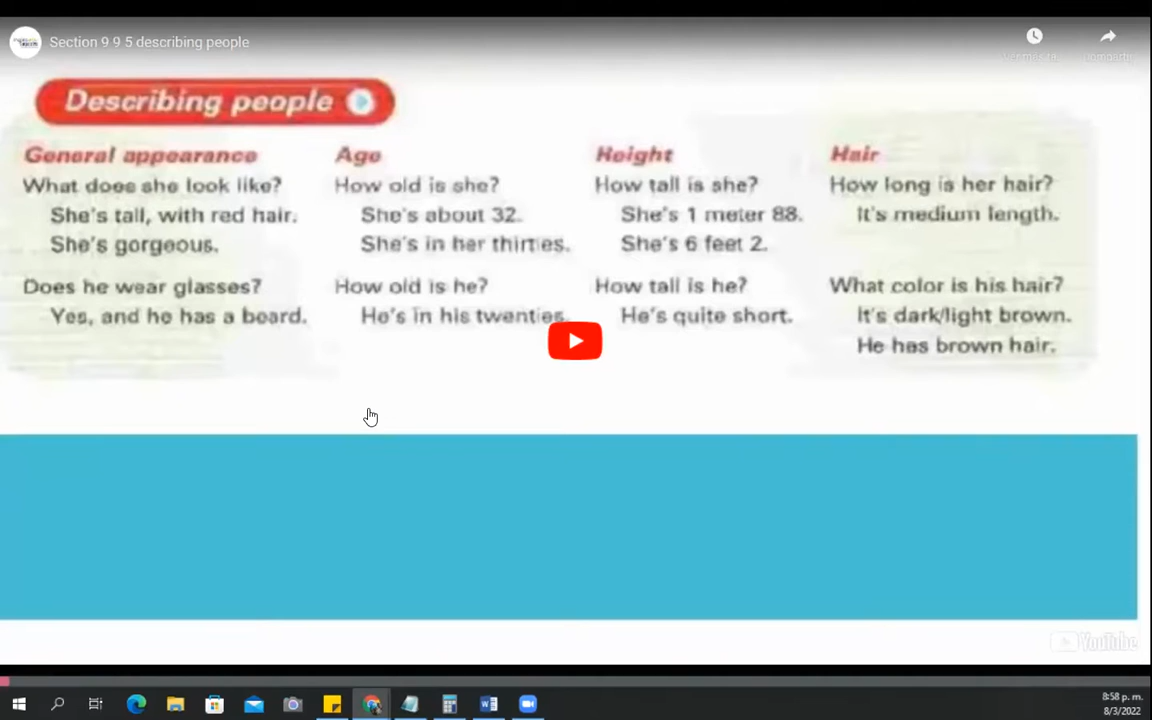 Section 9 9 5 describing people
Ver más ta...
Describing people
General appearance
What does she look like?
She's tall, with red hair.
She's gorgeous.
Does he wear glasses?
Yes, and he has a beard.
Age
How old is she?
She's about 32.
She's in her thirties.
How old is he?
He's in his twenties.
Height
How tall is she?
She's 1 meter 88.
She's 6 feet 2.
How tall is he?
He's quite short.
Hair
How long is her hair?
It's medium length.
What color is his hair?
It's dark/light brown.
He has brown hair.
YouTube
8:58 p. m.
8/3/2022